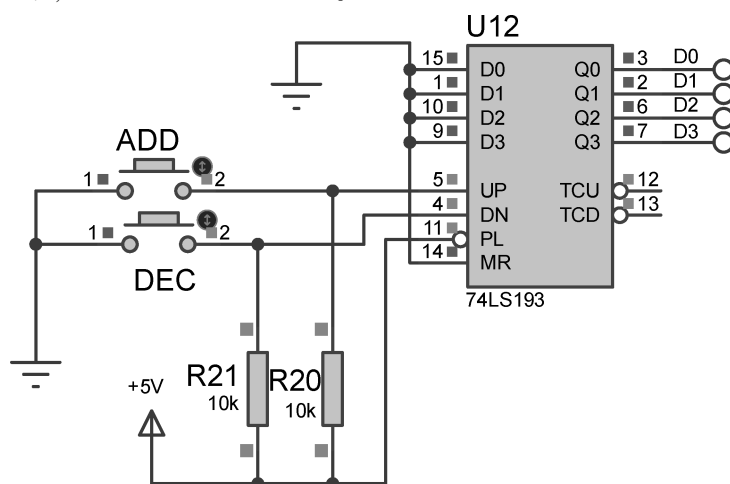 U12
15 D0 Q0 3 D0
1 D1 Q1 2 D1
10 D2 Q2 6 D2
9 D3 Q3 7 D3
ADD
1 2
5 UP TCU 12
4 DN TCD 13
11 PL
14 MR
74LS193
1 2
DEC
R21
10k
R20
10k
+5V